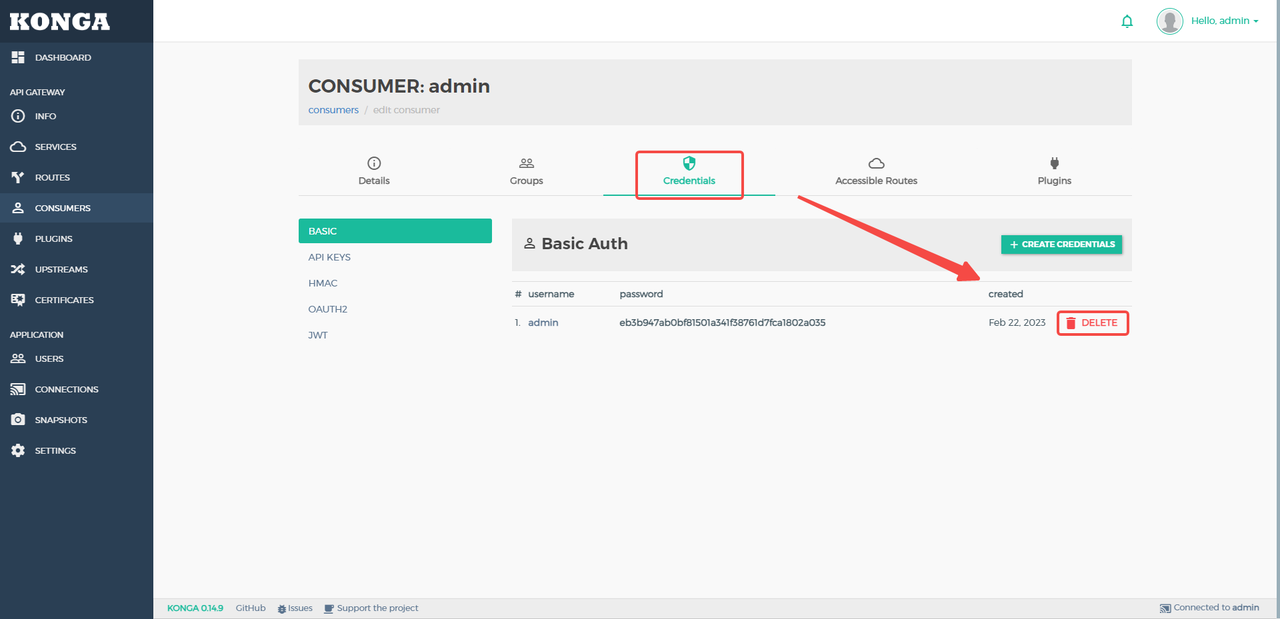 KONGA
Hello, admin
DASHBOARD
API GATEWAY
INFO
SERVICES
ROUTES
CONSUMERS
PLUGINS
UPSTREAMS
CERTIFICATES
APPLICATION
USERS
CONNECTIONS
SNAPSHOTS
SETTINGS
CONSUMER: admin
consumers / edit consumer
Details Groups Credentials Accessible Routes Plugins
BASIC
API KEYS
HMAC
OAUTH2
JWT
Basic Auth
+ CREATE CREDENTIALS
# username password created
1. admin eb3b947ab0bf81501a341f38761d7fca1802a035 Feb 22, 2023 DELETE
KONGA 0.14.9 GitHub Issues Support the project Connected to admin